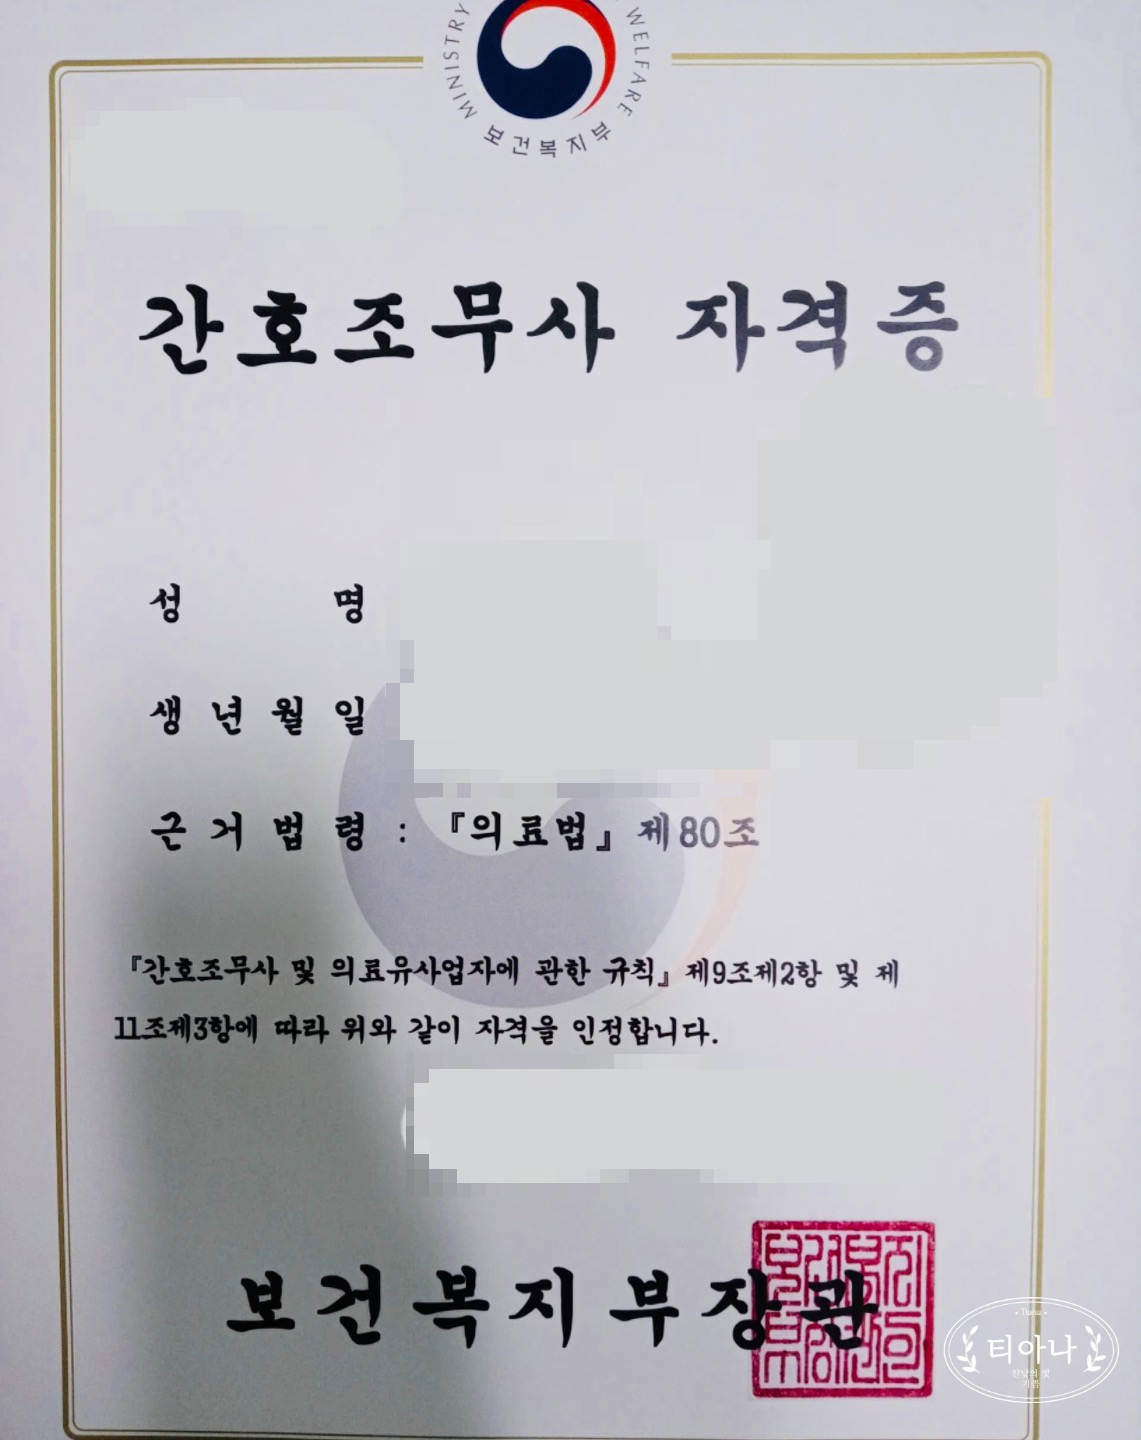 MINISTRY WELFARE
보건복지부
간호조무사 자격증
성 명
생년월일
근거법령 : 『의료법』 제80조
『간호조무사 및 의료유사업자에 관한 규칙』 제9조제2항 및 제
11조제3항에 따라 위와 같이 자격을 인정합니다.
보건복지부장관
티아나